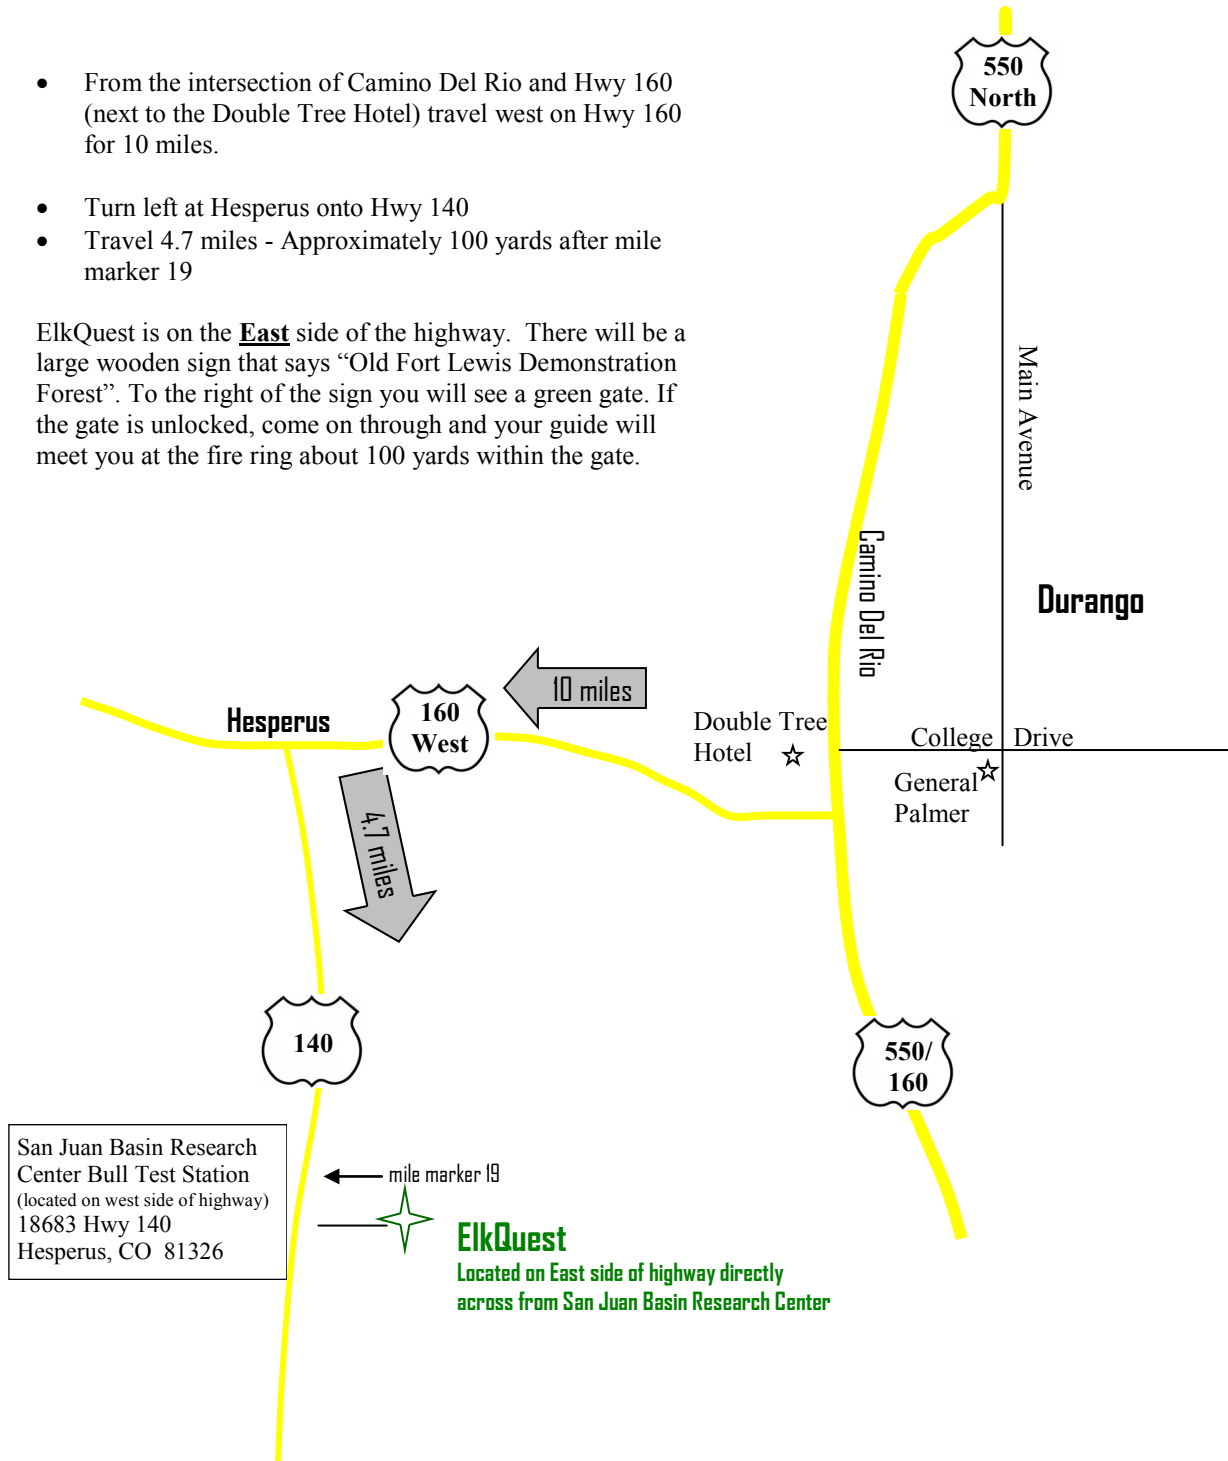 • From the intersection of Camino Del Rio and Hwy 160
(next to the Double Tree Hotel) travel west on Hwy 160
for 10 miles.
• Turn left at Hesperus onto Hwy 140
• Travel 4.7 miles - Approximately 100 yards after mile
marker 19
ElkQuest is on the East side of the highway.  There will be a
large wooden sign that says “Old Fort Lewis Demonstration
Forest”. To the right of the sign you will see a green gate. If
the gate is unlocked, come on through and your guide will
meet you at the fire ring about 100 yards within the gate.
550
North
Main Avenue
Camino Del Rio
Durango
10 miles
Hesperus
160
West
Double Tree
Hotel
College Drive
General
Palmer
4.7 miles
140
550/
160
San Juan Basin Research
Center Bull Test Station
(located on west side of highway)
18683 Hwy 140
Hesperus, CO  81326
mile marker 19
ElkQuest
Located on East side of highway directly
across from San Juan Basin Research Center